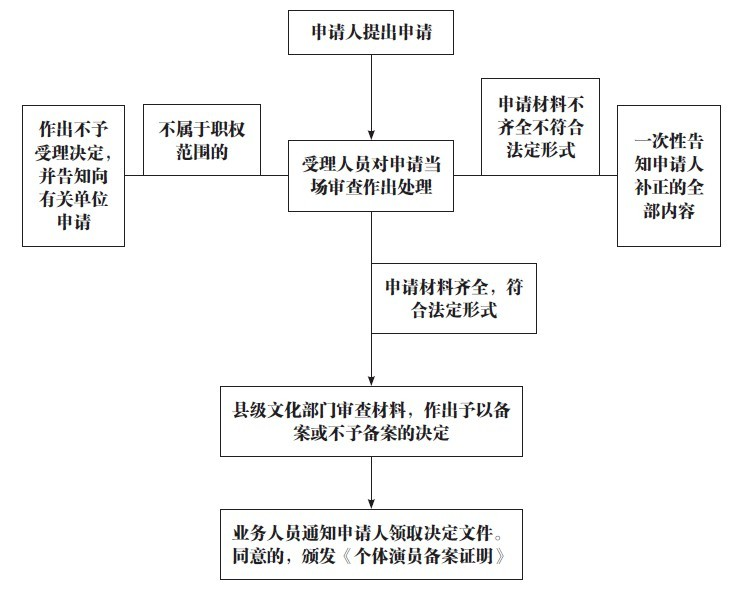 申请人提出申请
申请材料不
齐全不符合
法定形式
作出不予
受理决定，
并告知向
有关单位
申请
不属于职权
范围的
受理人员对申请当
场审查作出处理
一次性告
知申请人
补正的全
部内容
申请材料齐全，符
合法定形式
县级文化部门审查材料，作出予以备
案或不予备案的决定
业务人员通知申请人领取决定文件。
同意的，颁发《个体演员备案证明》